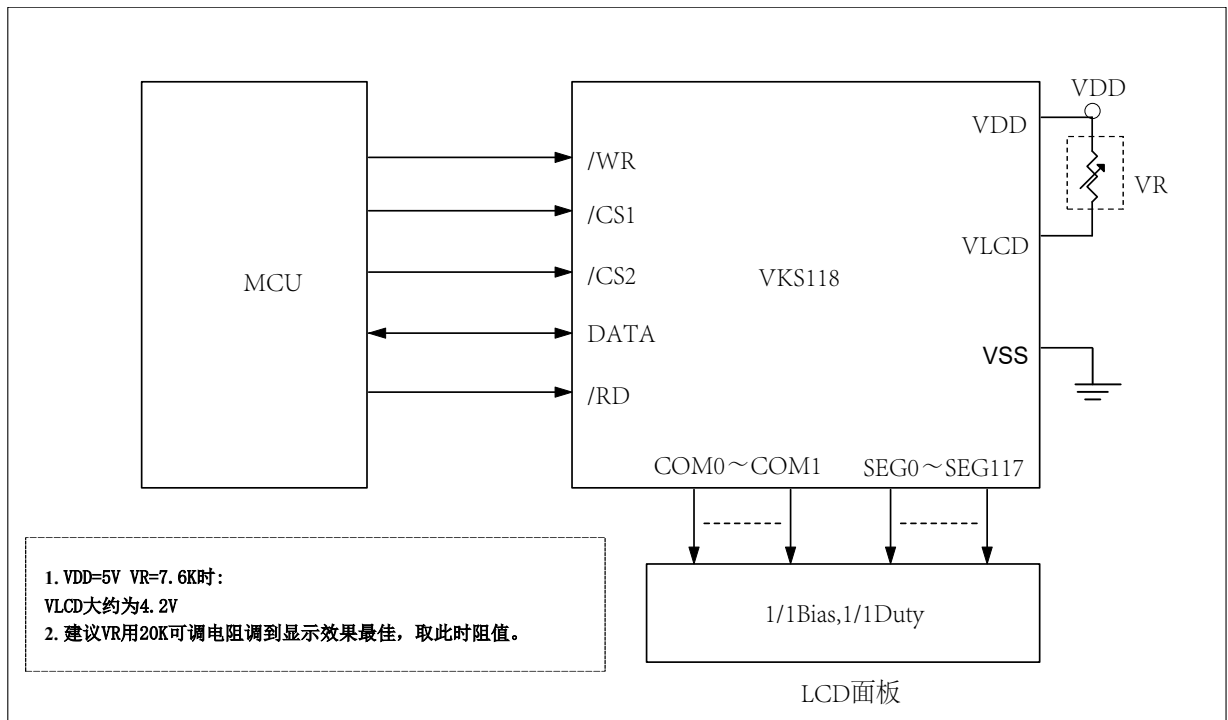 VDD
VDD
/WR
VR
/CS1
VLCD
MCU
/CS2
VKS118
DATA
VSS
/RD
COM0～COM1
SEG0～SEG117
1. VDD=5V VR=7.6K时:
VLCD大约为4.2V
2. 建议VR用20K可调电阻调到显示效果最佳，取此时阻值。
1/1Bias,1/1Duty
LCD面板